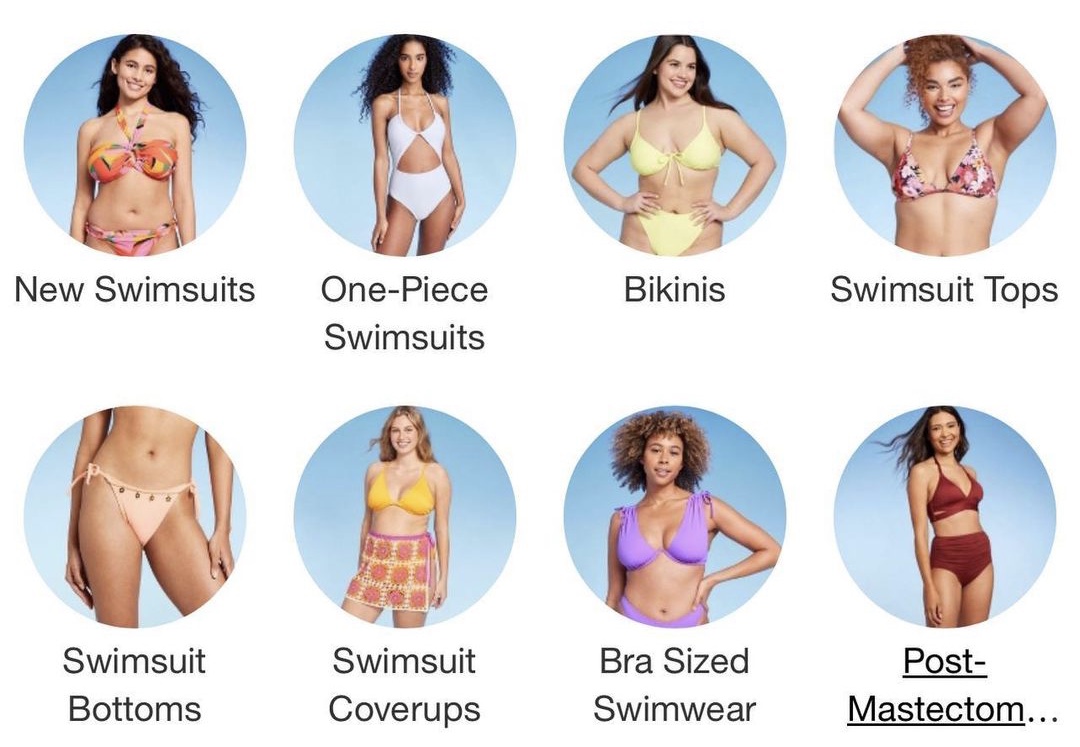 New Swimsuits
One-Piece
Swimsuits
Bikinis
Swimsuit Tops
Swimsuit
Bottoms
Swimsuit
Coverups
Bra Sized
Swimwear
Post-
Mastectom...